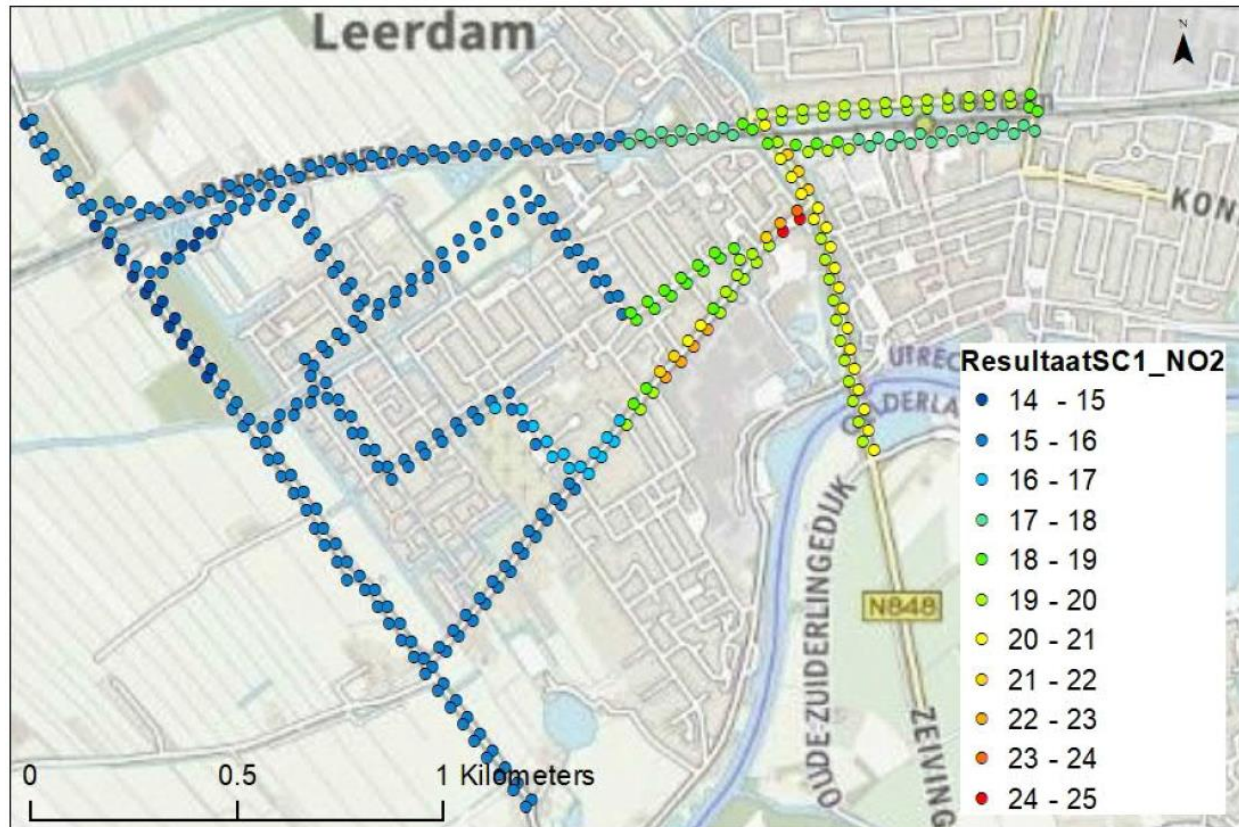 Leerdam
N
KON
UTREC
GELDERLA
ResultaatSC1_NO2
14 - 15
15 - 16
16 - 17
17 - 18
18 - 19
19 - 20
20 - 21
21 - 22
22 - 23
23 - 24
24 - 25
OUDE-ZUIDERLINGEDIJK
N848
ZEIVING
0 0.5 1 Kilometers